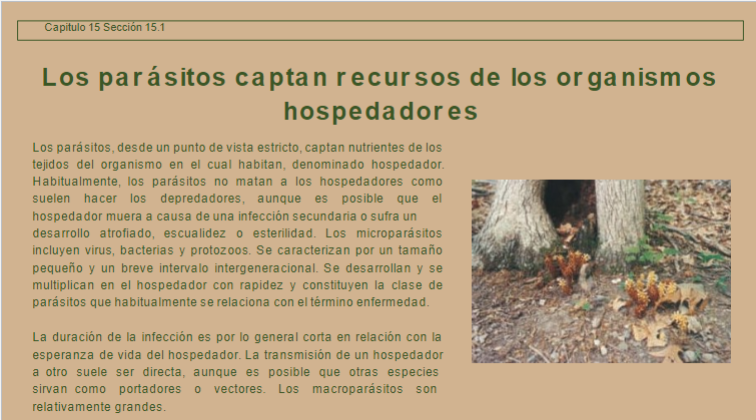 Capitulo 15 Sección 15.1
Los parásitos captan recursos de los organismos
hospedadores
Los parásitos, desde un punto de vista estricto, captan nutrientes de los
tejidos del organismo en el cual habitan, denominado hospedador.
Habitualmente, los parásitos no matan a los hospedadores como
suelen hacer los depredadores, aunque es posible que el
hospedador muera a causa de una infección secundaria o sufra un
desarrollo atrofiado, escualidez o esterilidad. Los microparásitos
incluyen virus, bacterias y protozoos. Se caracterizan por un tamaño
pequeño y un breve intervalo intergeneracional. Se desarrollan y se
multiplican en el hospedador con rapidez y constituyen la clase de
parásitos que habitualmente se relaciona con el término enfermedad.
La duración de la infección es por lo general corta en relación con la
esperanza de vida del hospedador. La transmisión de un hospedador
a otro suele ser directa, aunque es posible que otras especies
sirvan como portadores o vectores. Los macroparásitos son
relativamente grandes.